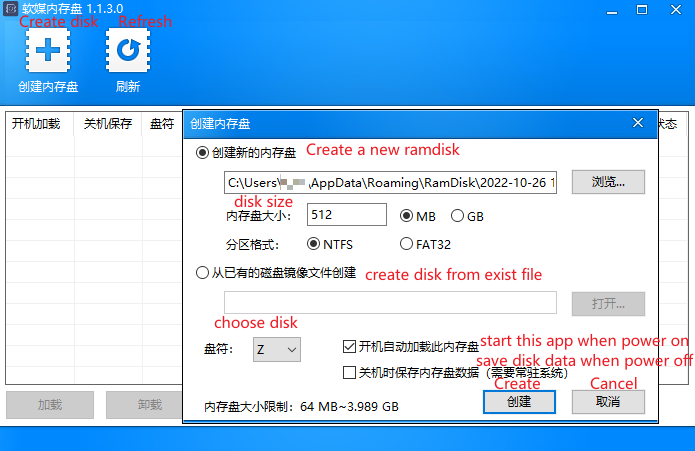 软媒内存盘 1.1.3.0
Create disk Refresh
创建内存盘 刷新
开机加载 关机保存 盘符
状态
创建内存盘
创建新的内存盘 Create a new ramdisk
C:\Users\ \AppData\Roaming\RamDisk\2022-10-26 1 浏览...
disk size
内存盘大小: 512 MB GB
分区格式: NTFS FAT32
从已有的磁盘镜像文件创建 create disk from exist file
打开...
choose disk
盘符: Z 开机自动加载此内存盘 start this app when power on
save disk data when power off
关机时保存内存盘数据（需要常驻系统）
Create Cancel
创建 取消
内存盘大小限制: 64 MB~3.989 GB
加载 卸载